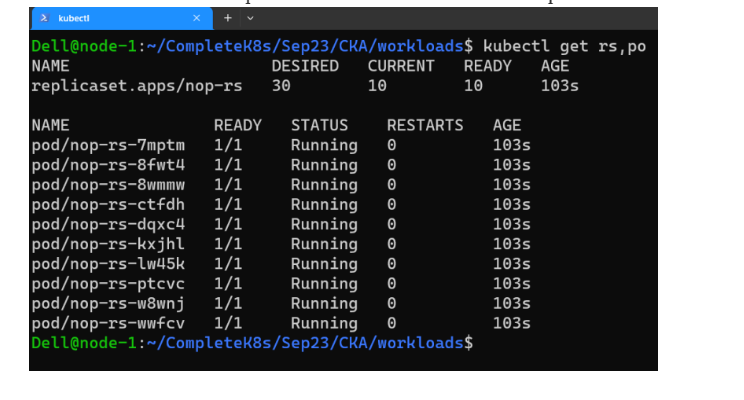 kubectl
Dell@node-1:~/CompleteK8s/Sep23/CKA/workloads$ kubectl get rs,po
NAME DESIRED CURRENT READY AGE
replicaset.apps/nop-rs 30 10 10 103s
NAME READY STATUS RESTARTS AGE
pod/nop-rs-7mptm 1/1 Running 0 103s
pod/nop-rs-8fwt4 1/1 Running 0 103s
pod/nop-rs-8wmmw 1/1 Running 0 103s
pod/nop-rs-ctfdh 1/1 Running 0 103s
pod/nop-rs-dqxc4 1/1 Running 0 103s
pod/nop-rs-kxjhl 1/1 Running 0 103s
pod/nop-rs-lw45k 1/1 Running 0 103s
pod/nop-rs-ptcvc 1/1 Running 0 103s
pod/nop-rs-w8wnj 1/1 Running 0 103s
pod/nop-rs-wwfcv 1/1 Running 0 103s
Dell@node-1:~/CompleteK8s/Sep23/CKA/workloads$